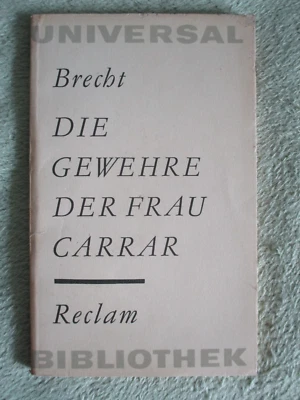 UNIVERSAL
Brecht
DIE
GEWEHRE
DER FRAU
CARRAR
Reclam
BIBLIOTHEK